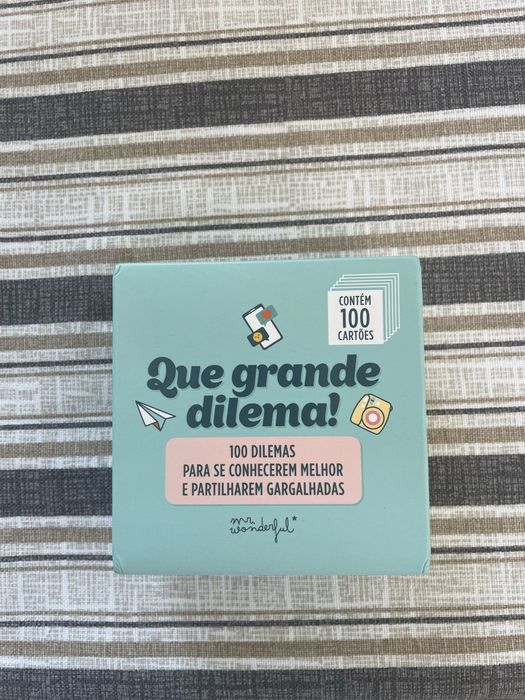 CONTÉM
100
CARTÕES
Que grande
dilema!
100 DILEMAS
PARA SE CONHECEREM MELHOR
E PARTILHAREM GARGALHADAS
mr.
wonderful*